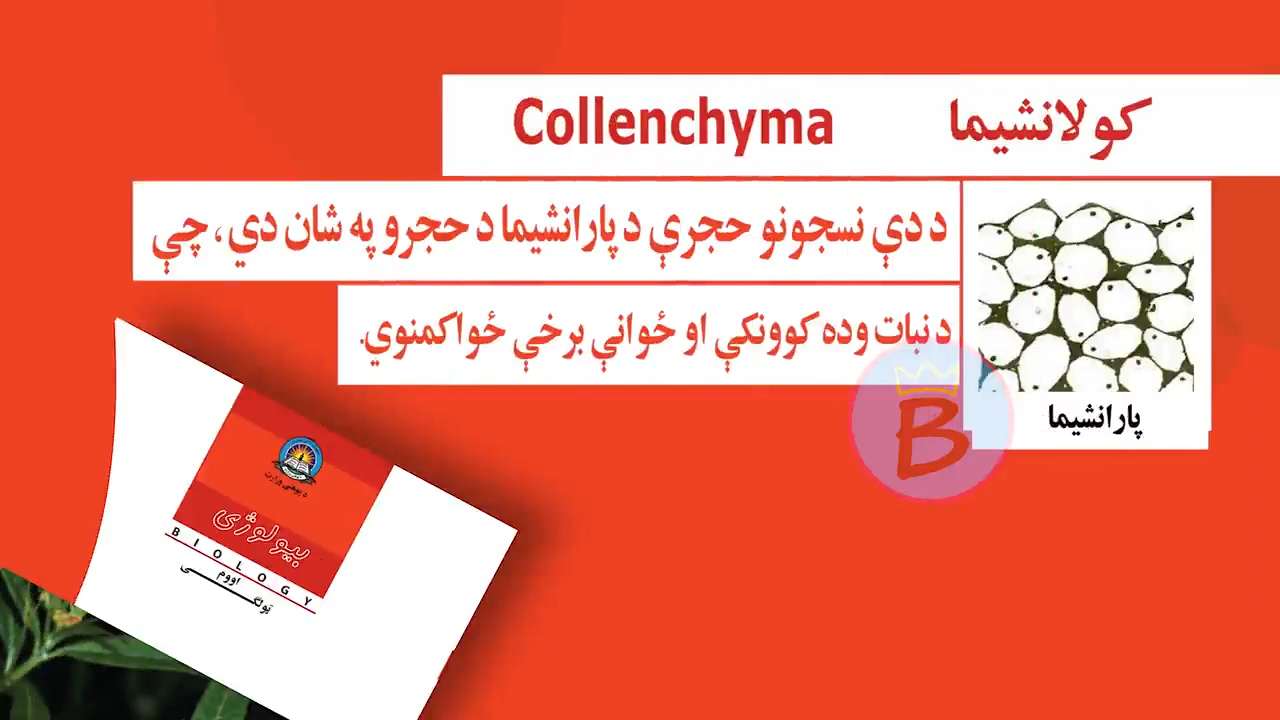 کولانشیما Collenchyma
د دې نسجونو حجرې د پارانشیما د حجرو په شان دي، چې
د نبات وده کوونکې او ځوانې برخې ځواکمنوي.
پارانشیما
B
د پوهنې وزارت
بیولوژی
BIOLOGY
اووم
ټولګی